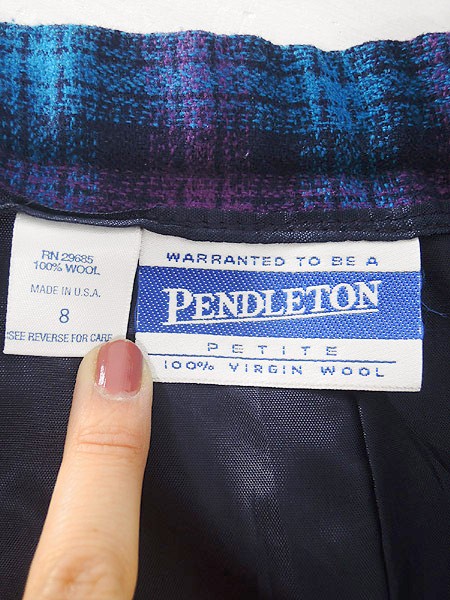 RN 29685
100% WOOL
MADE IN U.S.A.
8
SEE REVERSE FOR CARE
WARRANTED TO BE A
PENDLETON
PETITE
100% VIRGIN WOOL